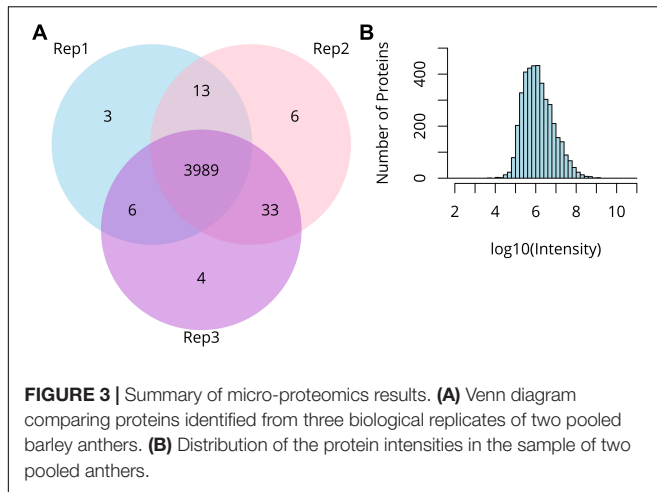 A
Rep1
Rep2
3
13
6
3989
6
33
4
Rep3
B
Number of Proteins
400
200
0
2 4 6 8 10
log10(Intensity)
FIGURE 3 | Summary of micro-proteomics results. (A) Venn diagram
comparing proteins identified from three biological replicates of two pooled
barley anthers. (B) Distribution of the protein intensities in the sample of two
pooled anthers.